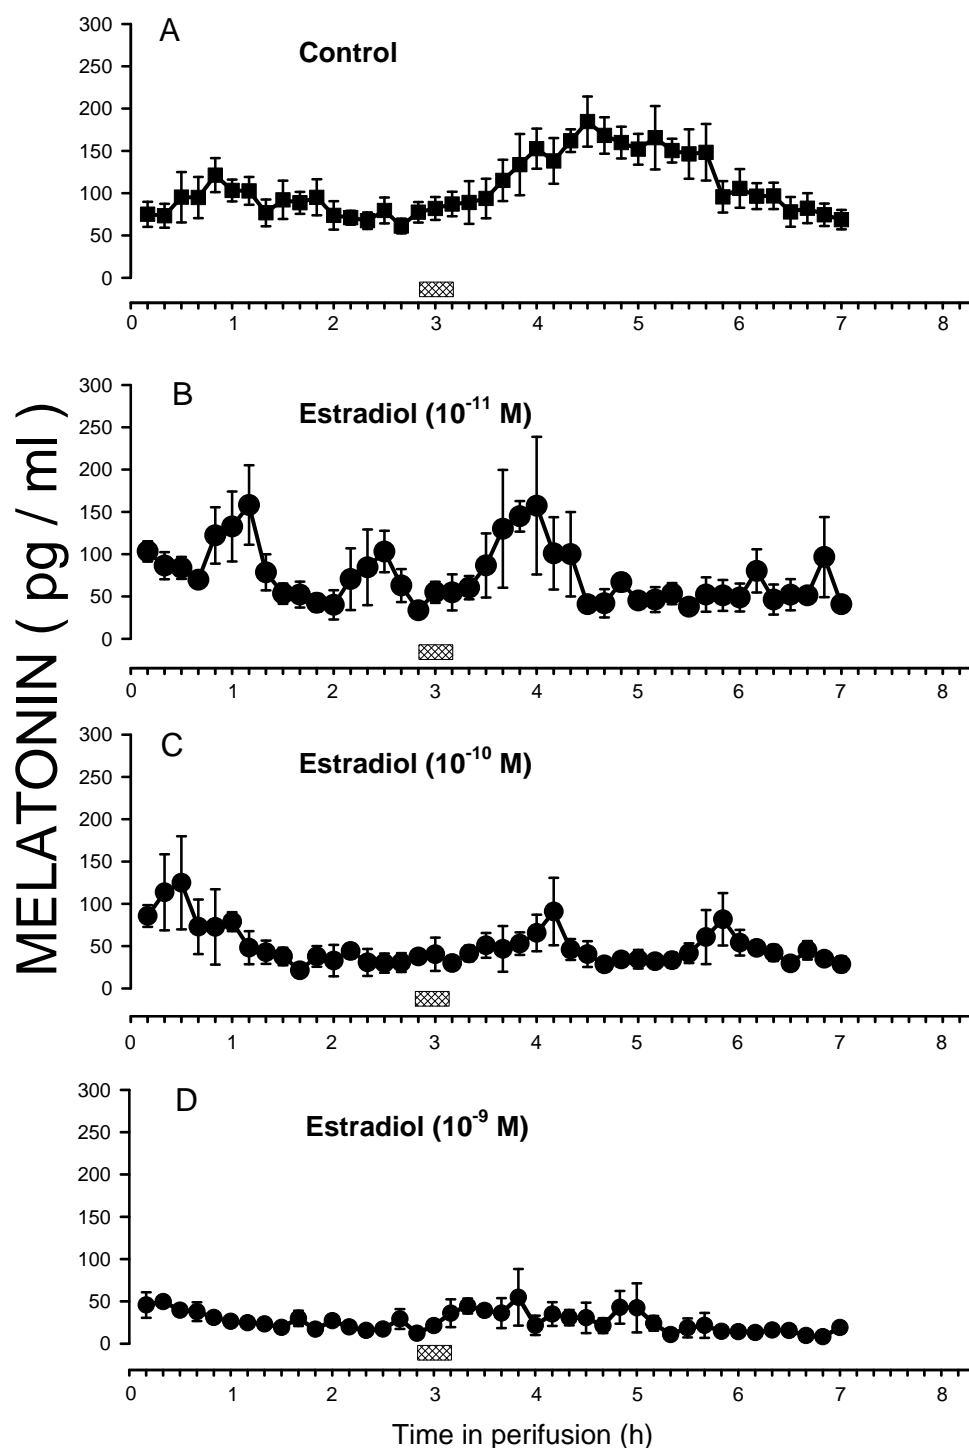 A
Control
300
250
200
150
100
50
0
0 1 2 3 4 5 6 7 8
B
Estradiol (10⁻¹¹ M)
300
250
200
150
100
50
0
0 1 2 3 4 5 6 7 8
MELATONIN ( pg / ml )
C
Estradiol (10⁻¹⁰ M)
300
250
200
150
100
50
0
0 1 2 3 4 5 6 7 8
D
Estradiol (10⁻⁹ M)
300
250
200
150
100
50
0
0 1 2 3 4 5 6 7 8
Time in perifusion (h)